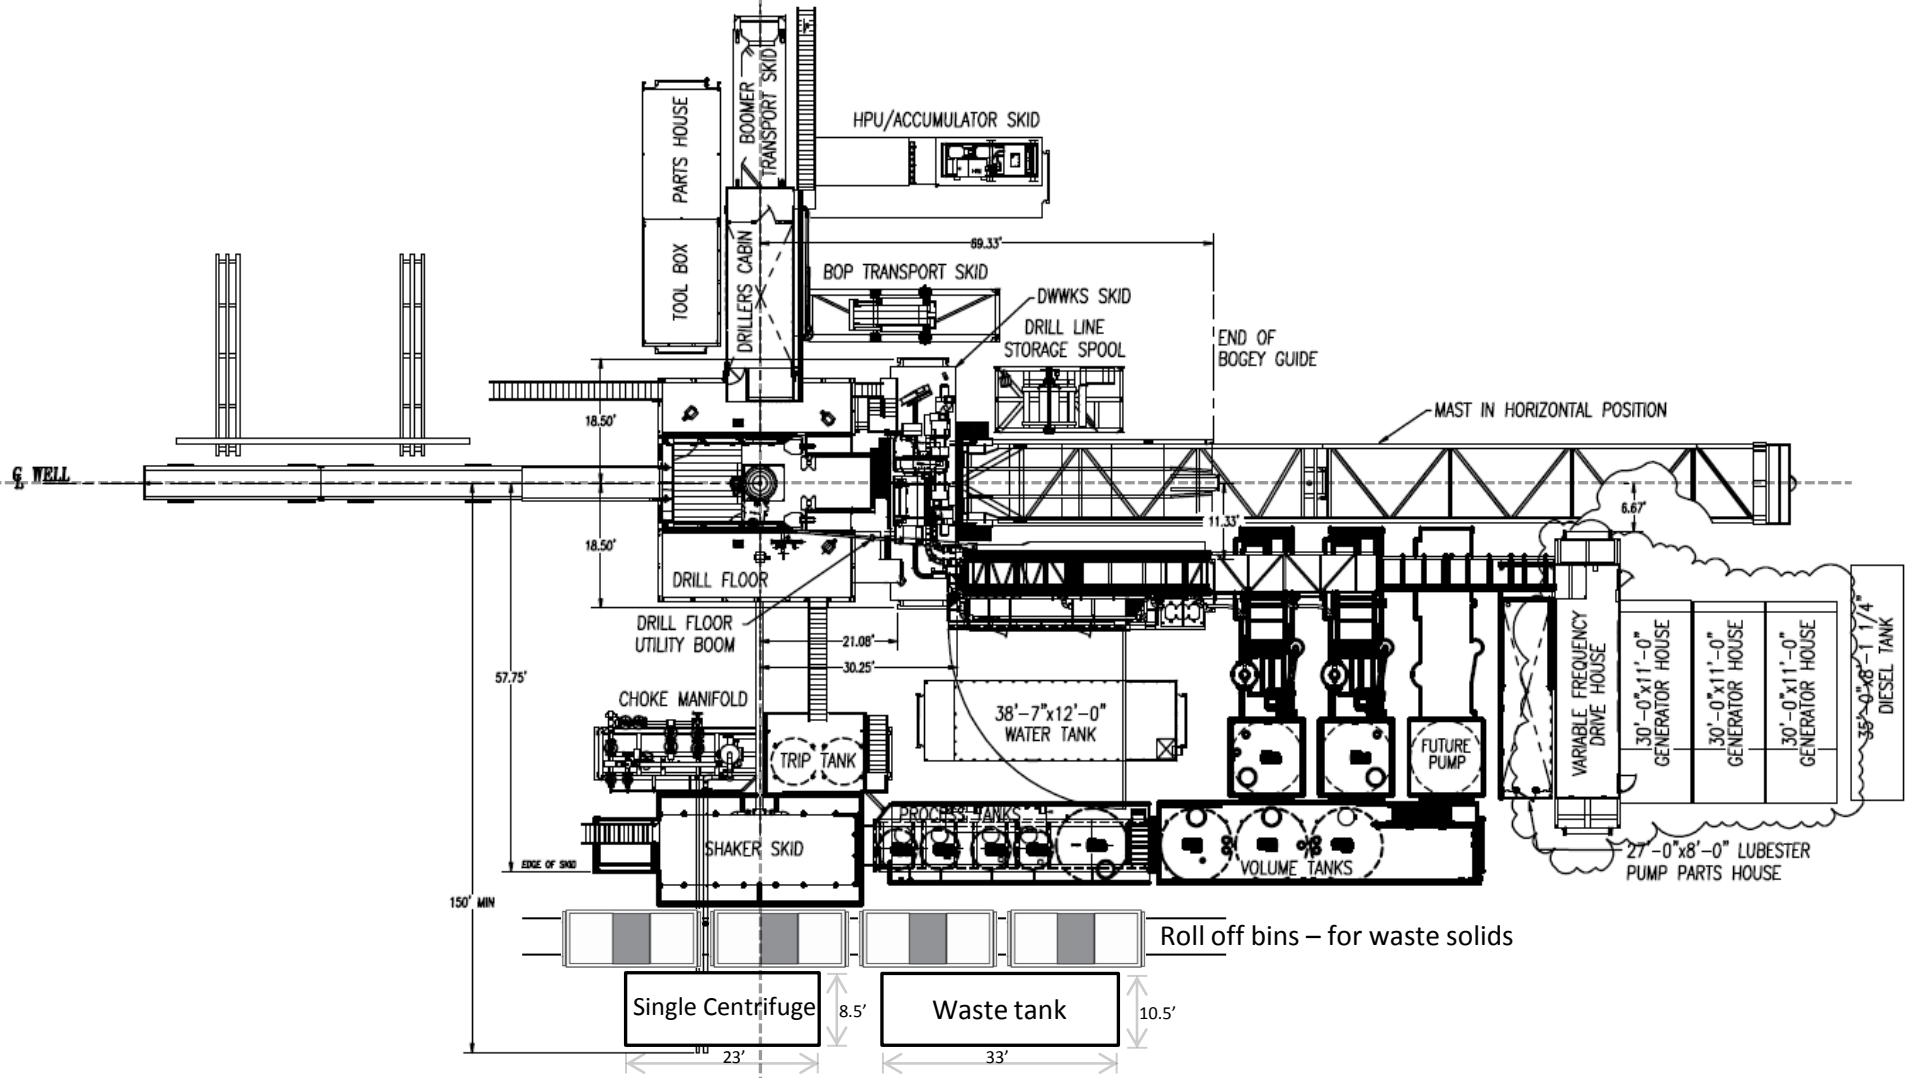 BOOMER
TRANSPORT SKID
PARTS HOUSE
HPU/ACCUMULATOR SKID
TOOL BOX
DRILLERS CABIN
69.33'
BOP TRANSPORT SKID
DWWKS SKID
DRILL LINE
STORAGE SPOOL
END OF
BOGEY GUIDE
18.50'
MAST IN HORIZONTAL POSITION
WELL
6.67'
11.33'
18.50'
DRILL FLOOR
DRILL FLOOR
UTILITY BOOM
21.08'
30.25'
57.75'
CHOKE MANIFOLD
38'-7"x12'-0"
WATER TANK
TRIP TANK
FUTURE
PUMP
VARIABLE FREQUENCY
DRIVE HOUSE
30'-0"x11'-0"
GENERATOR HOUSE
30'-0"x11'-0"
GENERATOR HOUSE
30'-0"x11'-0"
GENERATOR HOUSE
35'-0"x8'-1 1/4"
DIESEL TANK
PROCESS TANKS
SHAKER SKID
EDGE OF SKID
VOLUME TANKS
27'-0"x8'-0" LUBESTER
PUMP PARTS HOUSE
150' MIN
Roll off bins – for waste solids
Single Centrifuge
8.5'
Waste tank
10.5'
23'
33'